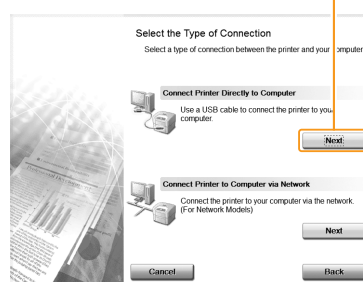 Select the Type of Connection
Select a type of connection between the printer and your computer
Connect Printer Directly to Computer
Use a USB cable to connect the printer to your
computer.
Next
Connect Printer to Computer via Network
Connect the printer to your computer via the network.
(For Network Models)
Next
Cancel
Back